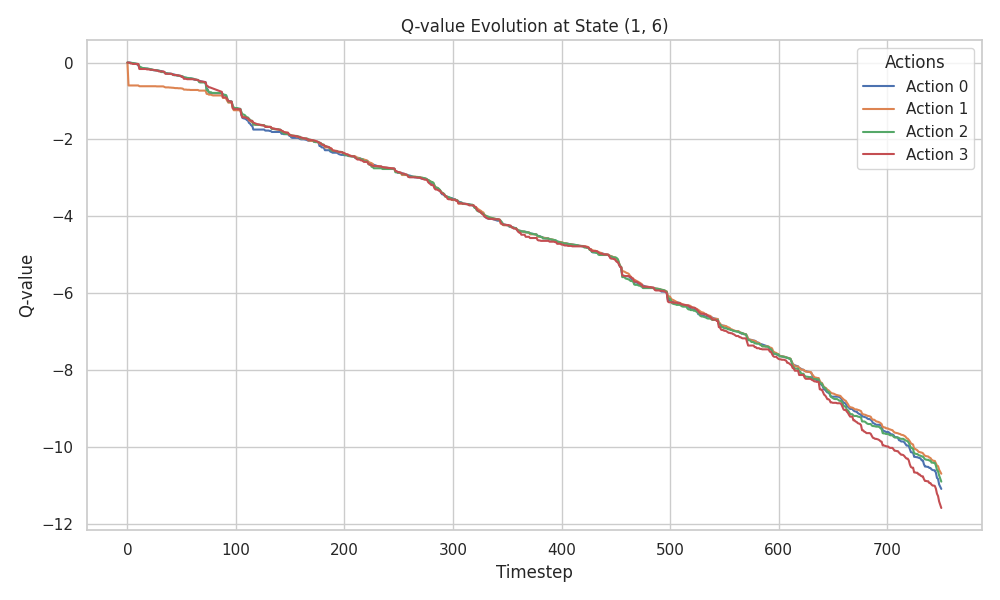 Q-value Evolution at State (1, 6)
Actions
Action 0
Action 1
Action 2
Action 3
Q-value
0
−2
−4
−6
−8
−10
−12
0 100 200 300 400 500 600 700
Timestep